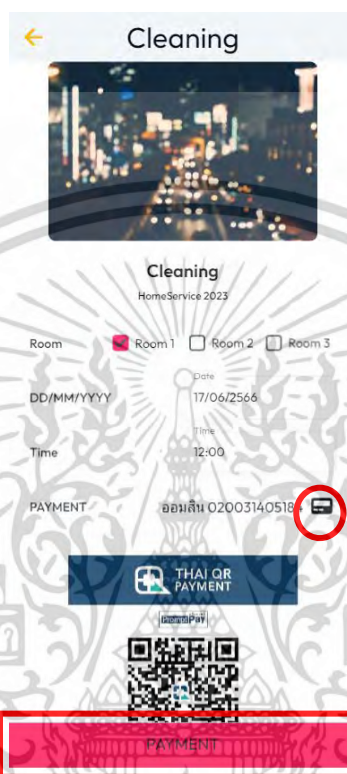 Cleaning
Cleaning
HomeService 2023
Room Room 1 Room 2 Room 3
Date
DD/MM/YYYY 17/06/2566
Time
Time 12:00
PAYMENT ออมสิน 02003140518
THAI QR
PAYMENT
PromptPay
PAYMENT